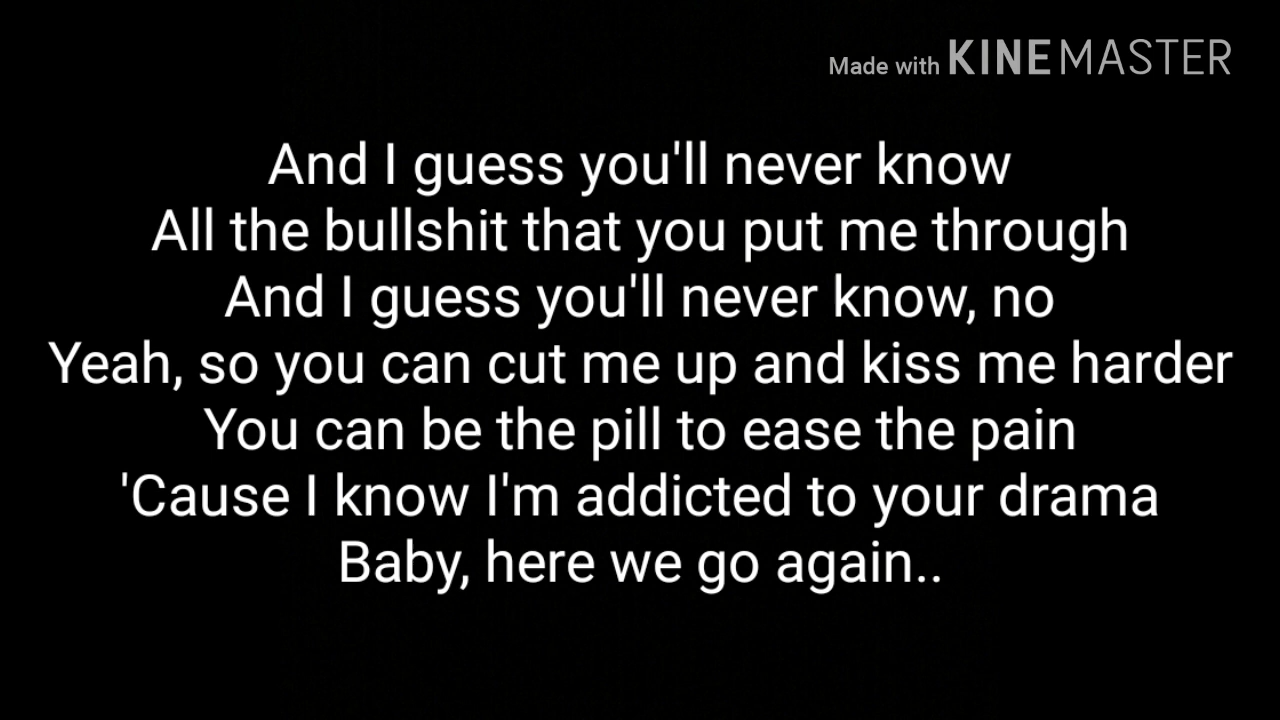 Made with KINEMASTER
And I guess you'll never know
All the bullshit that you put me through
And I guess you'll never know, no
Yeah, so you can cut me up and kiss me harder
You can be the pill to ease the pain
'Cause I know I'm addicted to your drama
Baby, here we go again..